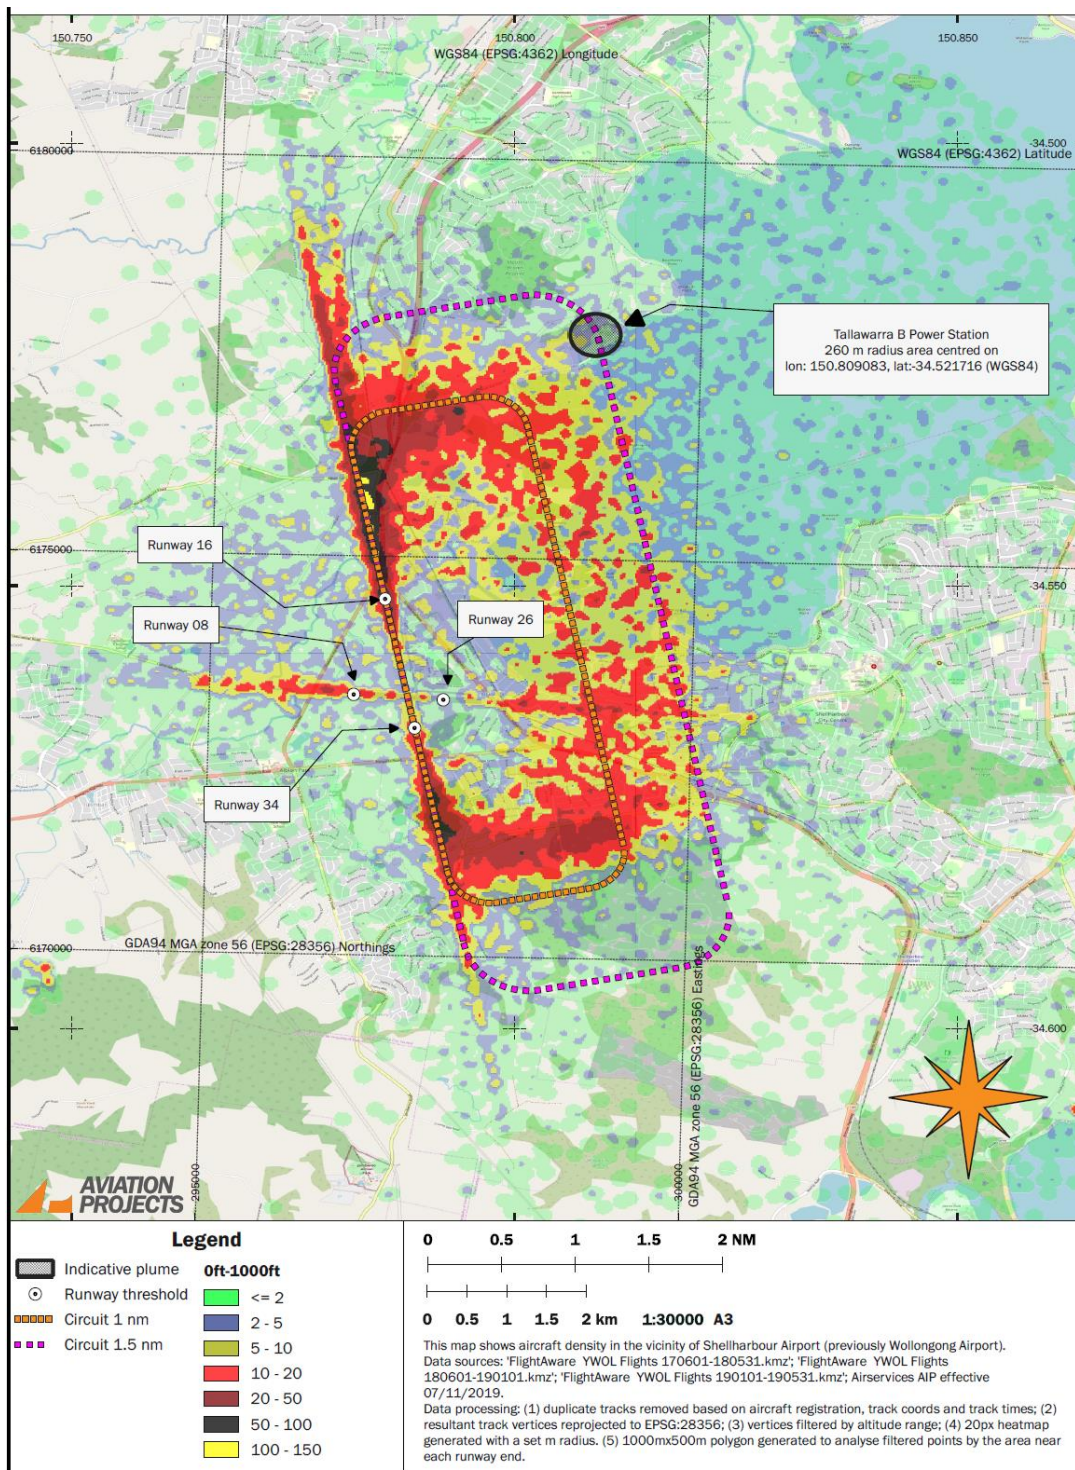 150.750
150.800
150.850
WGS84 (EPSG:4362) Longitude
6180000
-34.500
WGS84 (EPSG:4362) Latitude
Tallawarra B Power Station
260 m radius area centred on
lon: 150.809083, lat:-34.521716 (WGS84)
Runway 16
6175000
-34.550
Runway 08
Runway 26
Runway 34
GDA94 MGA zone 56 (EPSG:28356) Northings
6170000
-34.600
GDA94 MGA zone 56 (EPSG:28356) Eastings
295000
300000
AVIATION
PROJECTS
Legend
Indicative plume
Runway threshold
Circuit 1 nm
Circuit 1.5 nm
0ft-1000ft
<= 2
2 - 5
5 - 10
10 - 20
20 - 50
50 - 100
100 - 150
0 0.5 1 1.5 2 NM
0 0.5 1 1.5 2 km 1:30000 A3
This map shows aircraft density in the vicinity of Shellharbour Airport (previously Wollongong Airport).
Data sources: 'FlightAware YWOL Flights 170601-180531.kmz'; 'FlightAware YWOL Flights
180601-190101.kmz'; 'FlightAware YWOL Flights 190101-190531.kmz'; Airservices AIP effective
07/11/2019.
Data processing: (1) duplicate tracks removed based on aircraft registration, track coords and track times; (2)
resultant track vertices reprojected to EPSG:28356; (3) vertices filtered by altitude range; (4) 20px heatmap
generated with a set m radius. (5) 1000mx500m polygon generated to analyse filtered points by the area near
each runway end.